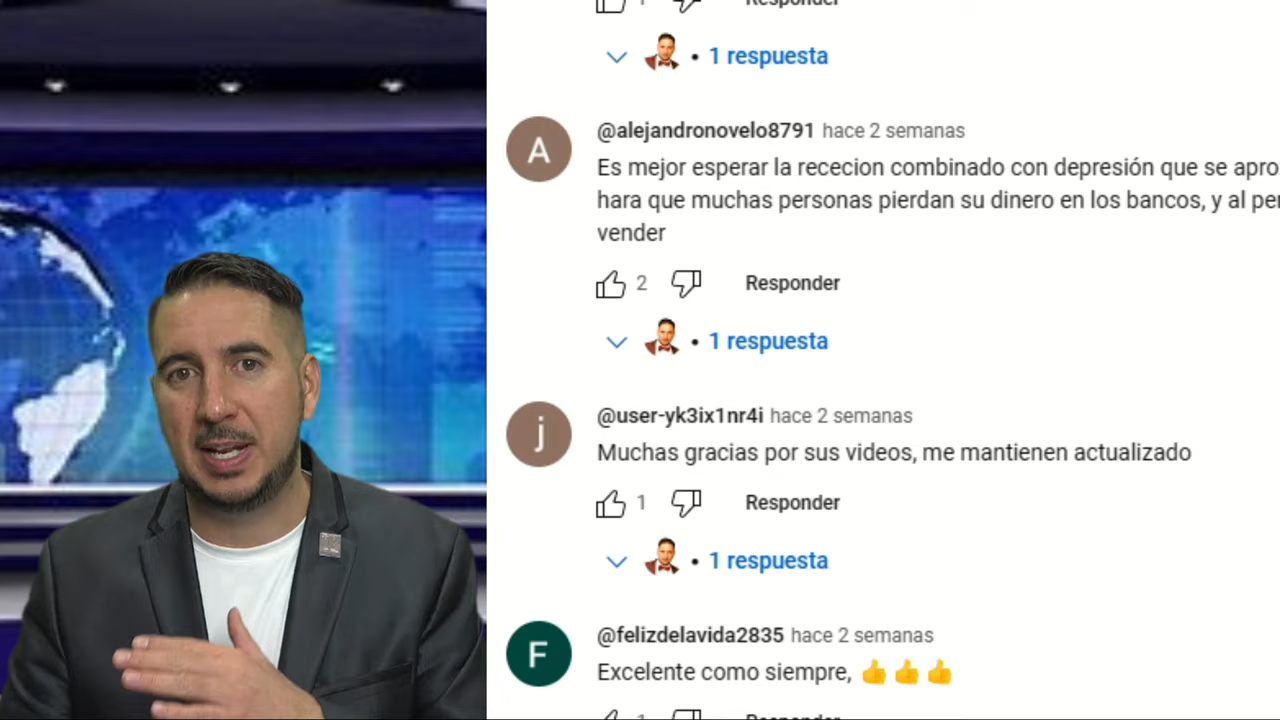 Responder
1 respuesta
A
@alejandronovelo8791 hace 2 semanas
Es mejor esperar la rececion combinado con depresión que se apro
hara que muchas personas pierdan su dinero en los bancos, y al per
vender
2 Responder
1 respuesta
j
@user-yk3ix1nr4i hace 2 semanas
Muchas gracias por sus videos, me mantienen actualizado
1 Responder
1 respuesta
F
@felizdelavida2835 hace 2 semanas
Excelente como siempre, 👍👍👍
Responder